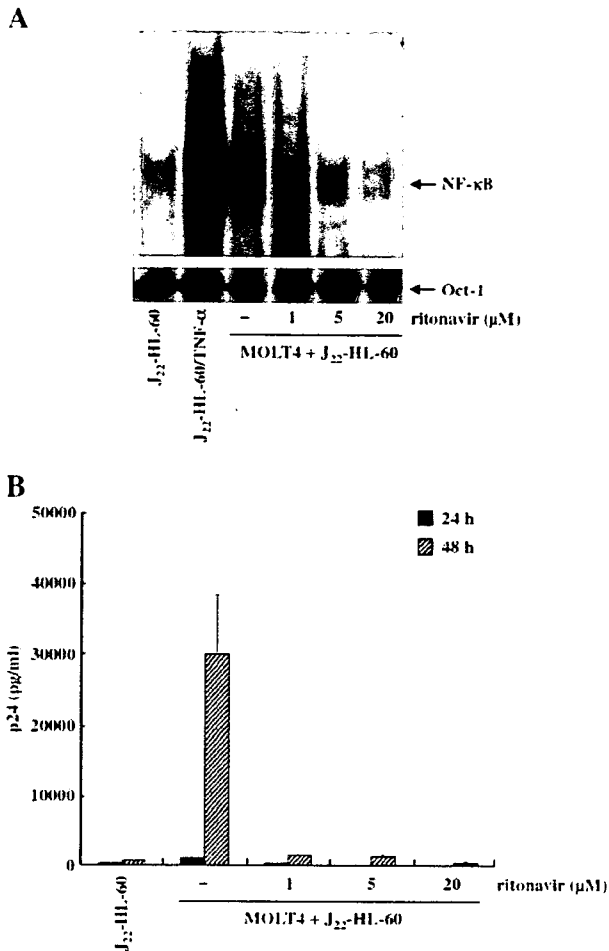 A
NF-κB
Oct-1
J22-HL-60
J22-HL-60/TNF-α
– 1 5 20 ritonavir (μM)
MOLT4 + J22-HL-60
B
50000
40000
30000
20000
10000
0
p24 (pg/ml)
24 h
48 h
J22-HL-60
– 1 5 20 ritonavir (μM)
MOLT4 + J22-HL-60